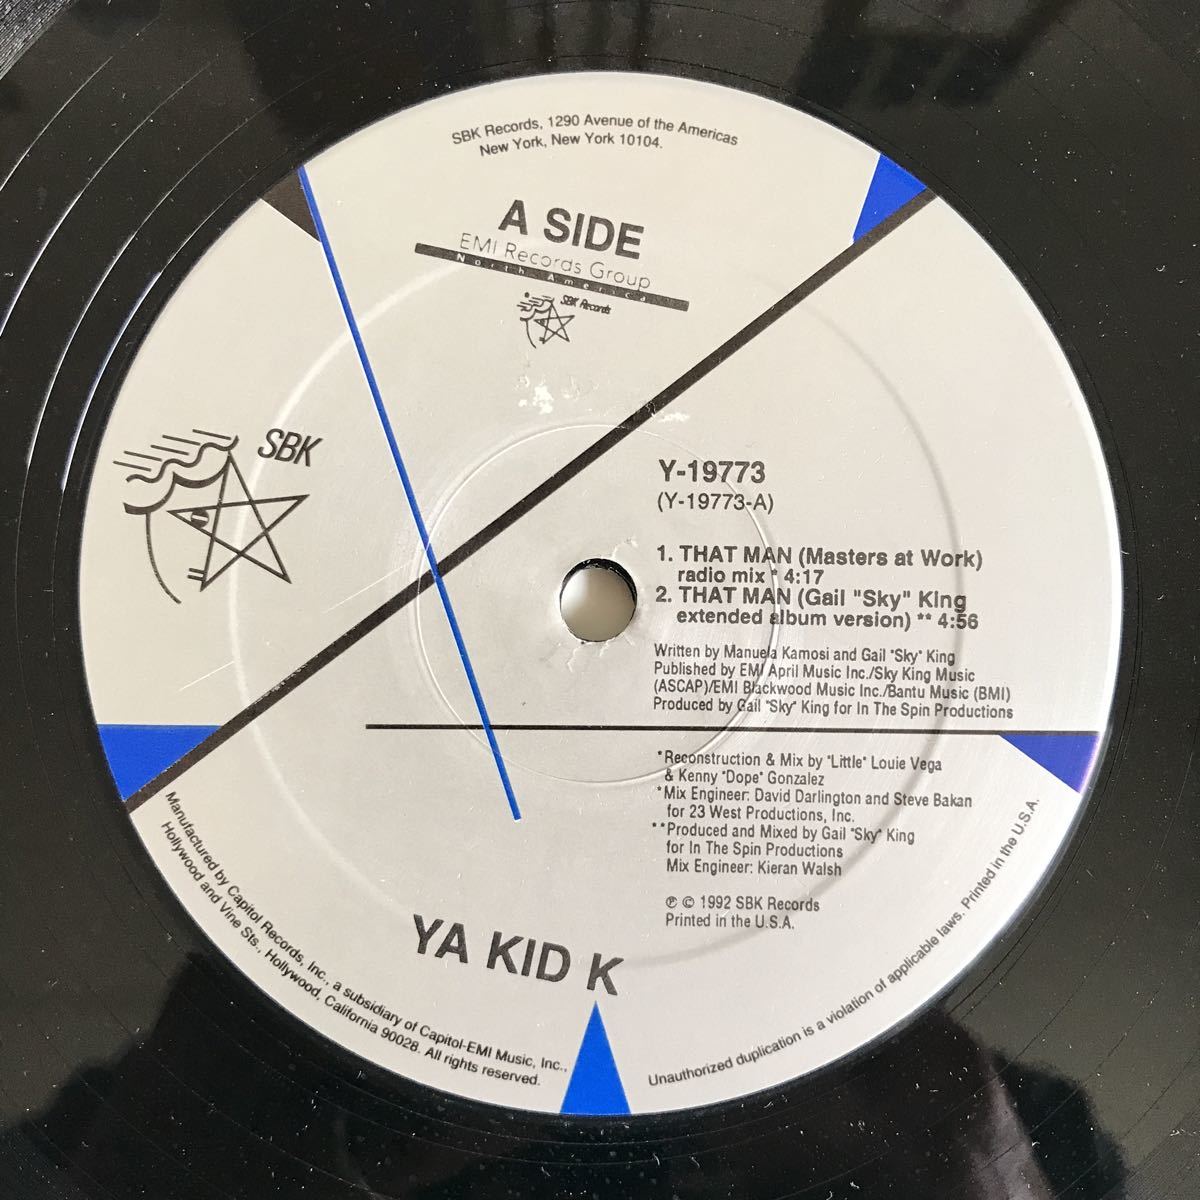 SBK Records, 1290 Avenue of the Americas
New York, New York 10104.
A SIDE
EMI Records Group
North America
SBK Records
SBK
Y-19773
(Y-19773-A)
1. THAT MAN (Masters at Work)
radio mix * 4:17
2. THAT MAN (Gail "Sky" King
extended album version) ** 4:56
Written by Manuela Kamosi and Gail "Sky" King
Published by EMI April Music Inc./Sky King Music
(ASCAP)/EMI Blackwood Music Inc./Bantu Music (BMI)
Produced by Gail "Sky" King for In The Spin Productions
*Reconstruction & Mix by "Little" Louie Vega
& Kenny "Dope" Gonzalez
*Mix Engineer: David Darlington and Steve Bakan
for 23 West Productions, Inc.
**Produced and Mixed by Gail "Sky" King
for In The Spin Productions
Mix Engineer: Kieran Walsh
℗ © 1992 SBK Records
Printed in the U.S.A.
YA KID K
Manufactured by Capitol Records, Inc., a subsidiary of Capitol-EMI Music, Inc.,
Hollywood and Vine Sts., Hollywood, California 90028. All rights reserved.
Unauthorized duplication is a violation of applicable laws. Printed in the U.S.A.